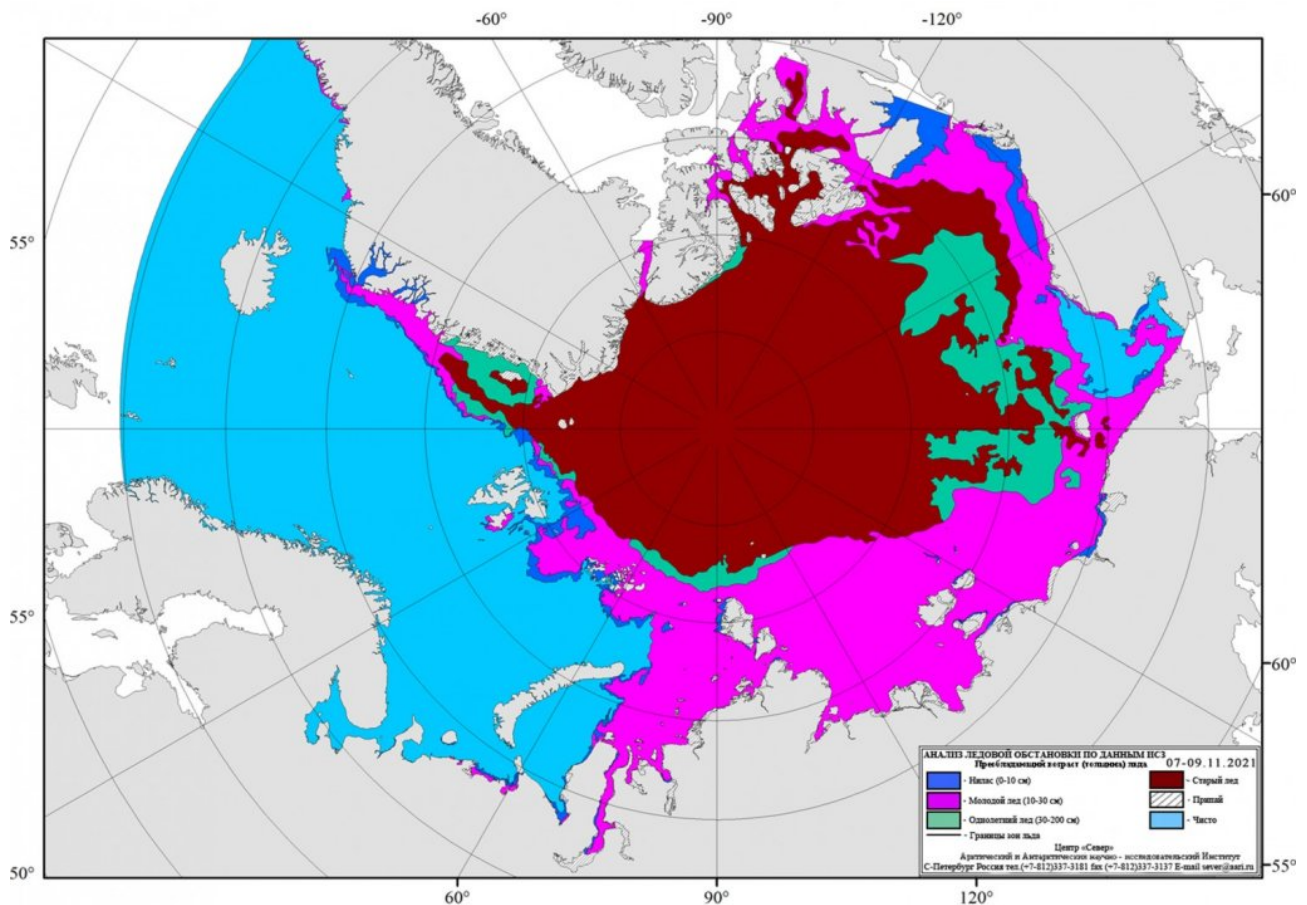 -60° -90° -120°
55°
60°
55°
60°
50°
55°
60° 90° 120°
АНАЛИЗ ЛЕДОВОЙ ОБСТАНОВКИ ПО ДАННЫМ ИСЗ
Преобладающий возраст (толщина) льда 07-09.11.2021
- Нилас (0-10 см)
- Молодой лед (10-30 см)
- Однолетний лед (30-200 см)
- Границы зон льда
- Старый лед
- Припай
- Чисто
Центр «Север»
Арктический и Антарктический научно - исследовательский Институт
С-Петербург Россия тел.(+7-812)337-3181 fax (+7-812)337-3137 E-mail sever@aari.ru